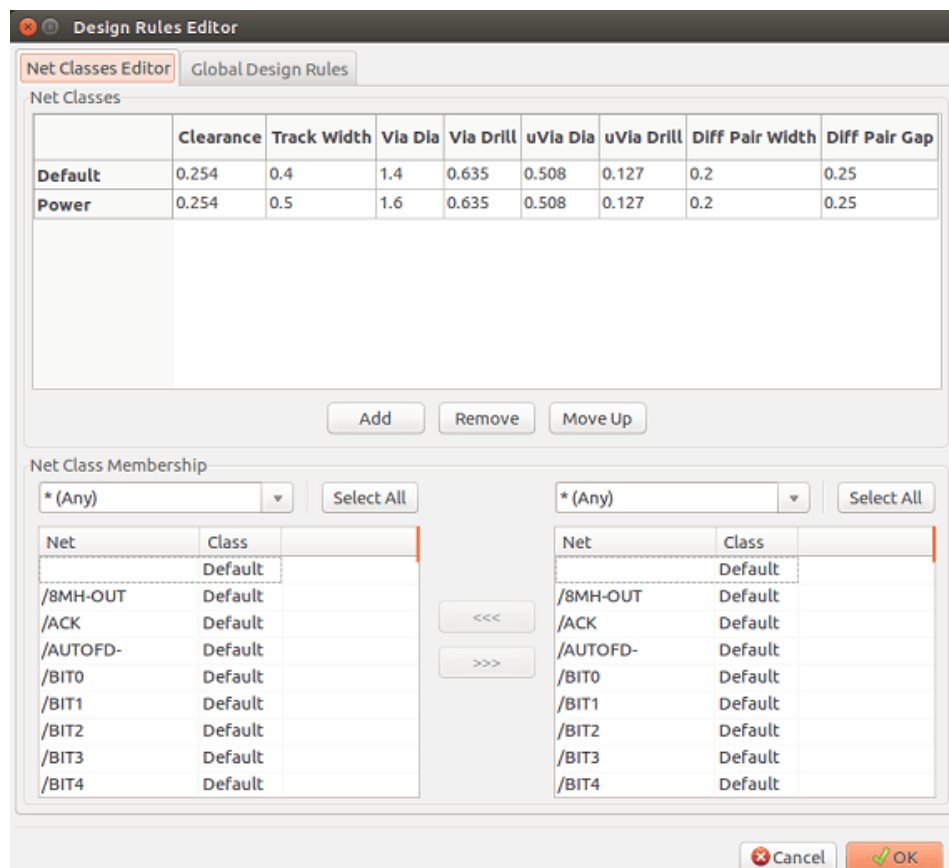 Design Rules Editor
Net Classes Editor Global Design Rules
Net Classes
Clearance Track Width Via Dia Via Drill uVia Dia uVia Drill Diff Pair Width Diff Pair Gap
Default 0.254 0.4 1.4 0.635 0.508 0.127 0.2 0.25
Power 0.254 0.5 1.6 0.635 0.508 0.127 0.2 0.25
Add Remove Move Up
Net Class Membership
* (Any) Select All * (Any) Select All
Net Class Net Class
Default Default
/8MH-OUT Default /8MH-OUT Default
/ACK Default <<< /ACK Default
/AUTOFD- Default /AUTOFD- Default
/BIT0 Default >>> /BIT0 Default
/BIT1 Default /BIT1 Default
/BIT2 Default /BIT2 Default
/BIT3 Default /BIT3 Default
/BIT4 Default /BIT4 Default
Cancel OK